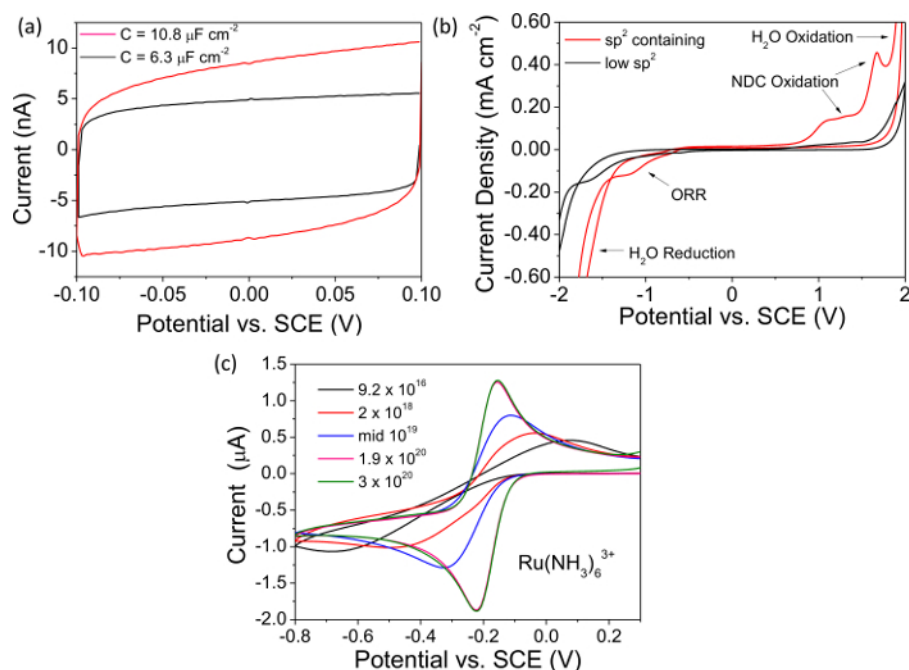 (a)
C = 10.8 µF cm⁻²
C = 6.3 µF cm⁻²
Current (nA)
10
5
0
-5
-10
-0.10 -0.05 0.00 0.05 0.10
Potential vs. SCE (V)
(b)
sp² containing
low sp²
H₂O Oxidation
NDC Oxidation
ORR
H₂O Reduction
Current Density (mA cm⁻²)
0.60
0.40
0.20
0.00
-0.20
-0.40
-0.60
-2 -1 0 1 2
Potential vs. SCE (V)
(c)
9.2 x 10¹⁶
2 x 10¹⁸
mid 10¹⁹
1.9 x 10²⁰
3 x 10²⁰
Ru(NH₃)₆³⁺
Current (µA)
1.5
1.0
0.5
0.0
-0.5
-1.0
-1.5
-2.0
-0.8 -0.6 -0.4 -0.2 0.0 0.2
Potential vs. SCE (V)